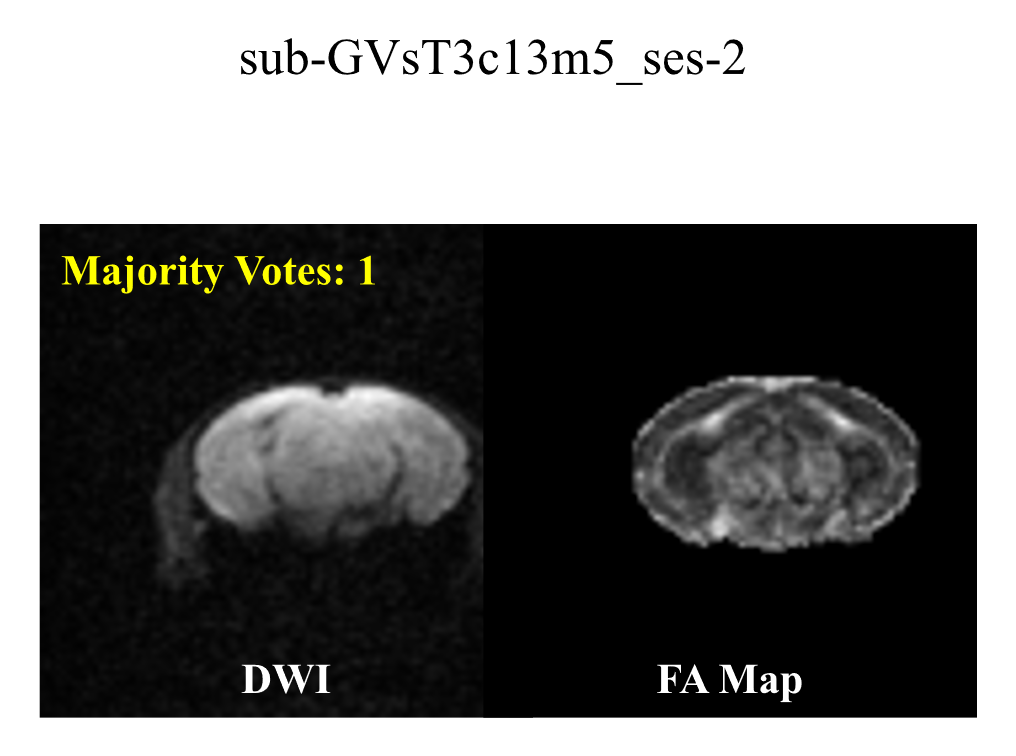 sub-GVsT3c13m5_ses-2
Majority Votes: 1
DWI
FA Map